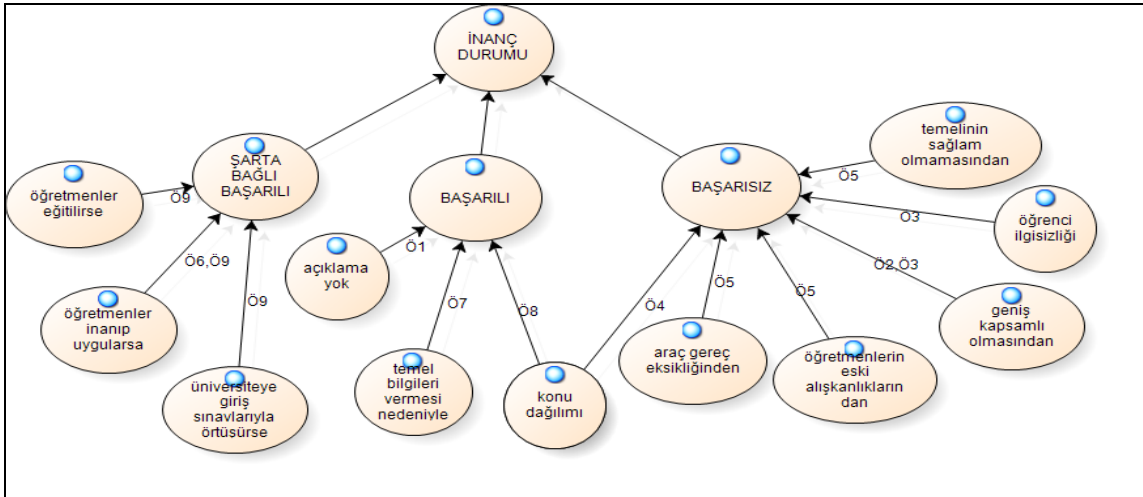 İNANÇ
DURUMU
ŞARTA
BAĞLI
BAŞARILI
BAŞARILI
BAŞARISIZ
temelinin
sağlam
olmamasından
Ö5
öğretmenler
eğitilirse
Ö9
öğrenci
ilgisizliği
Ö3
açıklama
yok
Ö1
öğretmenler
inanıp
uygularsa
Ö6,Ö9
üniversiteye
giriş
sınavlarıyla
örtüşürse
Ö9
temel
bilgileri
vermesi
nedeniyle
Ö7
konu
dağılımı
Ö8
Ö4
araç gereç
eksikliğinden
Ö5
öğretmenlerin
eski
alışkanlıkların
dan
Ö5
geniş
kapsamlı
olmasından
Ö2,Ö3